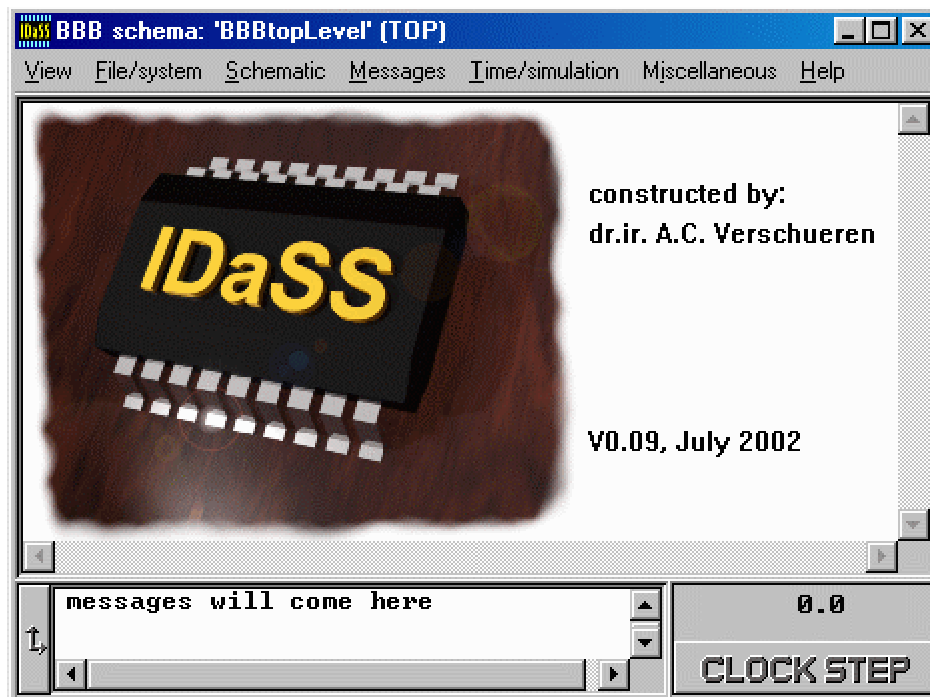 IDaSS BBB schema: 'BBBtopLevel' (TOP)
View File/system Schematic Messages Time/simulation Miscellaneous Help
IDaSS
constructed by:
dr.ir. A.C. Verschueren
V0.09, July 2002
messages will come here
0.0
CLOCK STEP